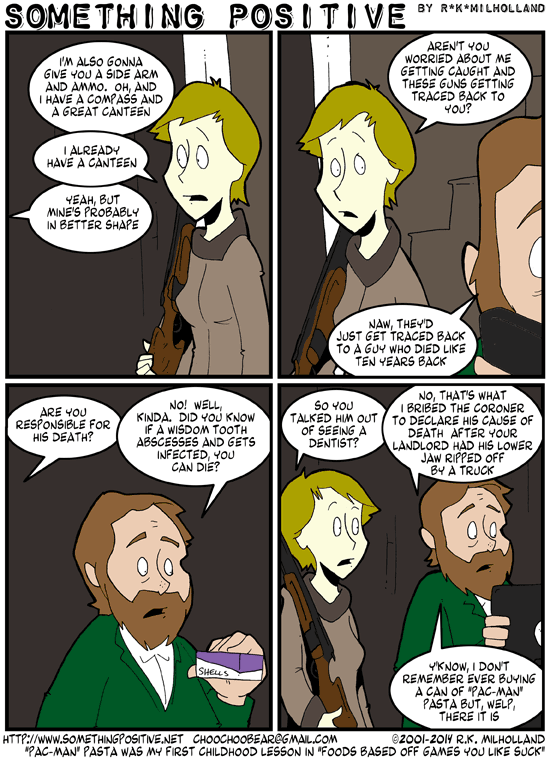 SOMETHING POSITIVE BY R*K*MILHOLLAND
I'M ALSO GONNA
GIVE YOU A SIDE ARM
AND AMMO. OH, AND
I HAVE A COMPASS AND
A GREAT CANTEEN
I ALREADY
HAVE A CANTEEN
YEAH, BUT
MINE'S PROBABLY
IN BETTER SHAPE
AREN'T YOU
WORRIED ABOUT ME
GETTING CAUGHT AND
THESE GUNS GETTING
TRACED BACK TO
YOU?
NAW, THEY'D
JUST GET TRACED BACK
TO A GUY WHO DIED LIKE
TEN YEARS BACK
ARE YOU
RESPONSIBLE FOR
HIS DEATH?
NO! WELL,
KINDA. DID YOU KNOW
IF A WISDOM TOOTH
ABSCESSES AND GETS
INFECTED, YOU
CAN DIE?
SHELLS
SO YOU
TALKED HIM OUT
OF SEEING A
DENTIST?
NO, THAT'S WHAT
I BRIBED THE CORONER
TO DECLARE HIS CAUSE OF
DEATH AFTER YOUR
LANDLORD HAD HIS LOWER
JAW RIPPED OFF
BY A TRUCK
Y'KNOW, I DON'T
REMEMBER EVER BUYING
A CAN OF "PAC-MAN"
PASTA BUT, WELP,
THERE IT IS
HTTP://WWW.SOMETHINGPOSITIVE.NET CHOOCHOOBEAR@GMAIL.COM ©2001-2014 R.K. MILHOLLAND
"PAC-MAN" PASTA WAS MY FIRST CHILDHOOD LESSON IN "FOODS BASED OFF GAMES YOU LIKE SUCK"